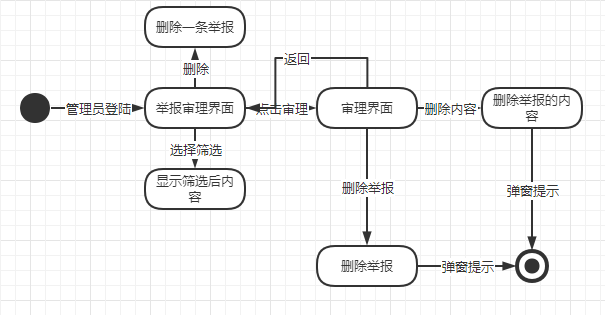 删除一条举报
返回
删除
管理员登陆
举报审理界面
点击审理
审理界面
删除内容
删除举报的内
容
选择筛选
显示筛选后内
容
删除举报
弹窗提示
删除举报
弹窗提示